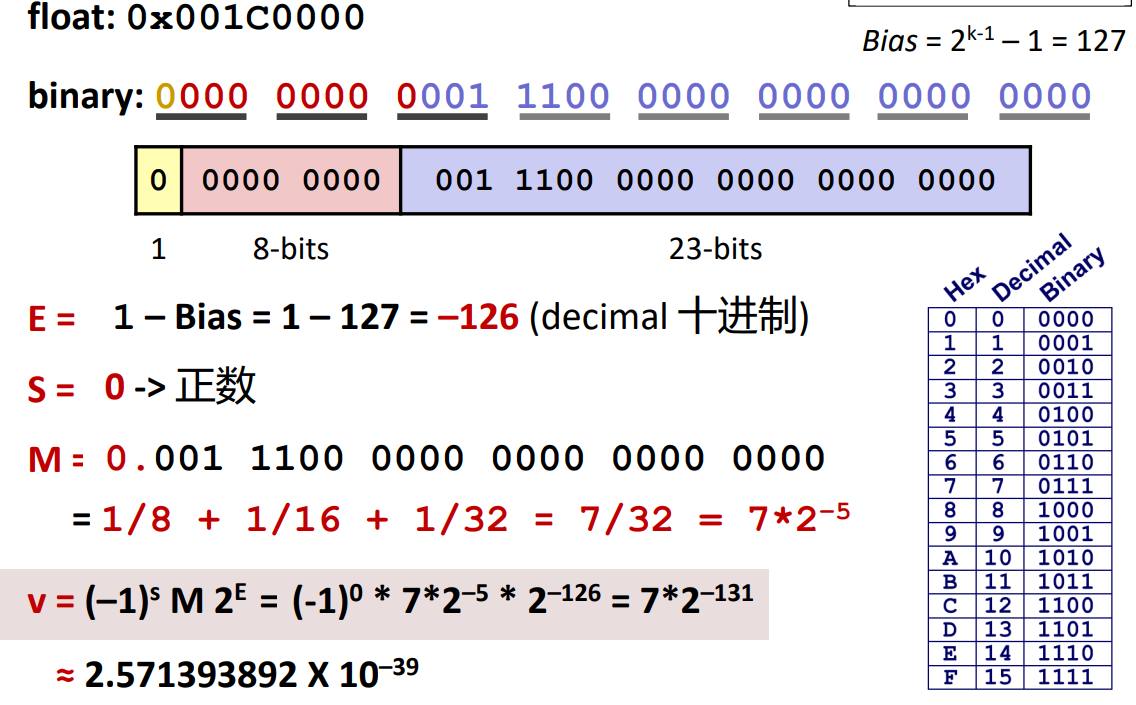 float: 0x001C0000
Bias = 2^{k-1} – 1 = 127
binary: 0000 0000 0001 1100 0000 0000 0000 0000
0 0000 0000 001 1100 0000 0000 0000 0000
1 8-bits 23-bits
E = 1 – Bias = 1 – 127 = –126 (decimal 十进制)
S = 0 -> 正数
M = 0.001 1100 0000 0000 0000 0000
= 1/8 + 1/16 + 1/32 = 7/32 = 7*2^{–5}
v = (–1)^{s} M 2^{E} = (-1)^{0} * 7*2^{–5} * 2^{–126} = 7*2^{–131}
≈ 2.571393892 X 10^{–39}
Hex Decimal Binary
0 0 0000
1 1 0001
2 2 0010
3 3 0011
4 4 0100
5 5 0101
6 6 0110
7 7 0111
8 8 1000
9 9 1001
A 10 1010
B 11 1011
C 12 1100
D 13 1101
E 14 1110
F 15 1111